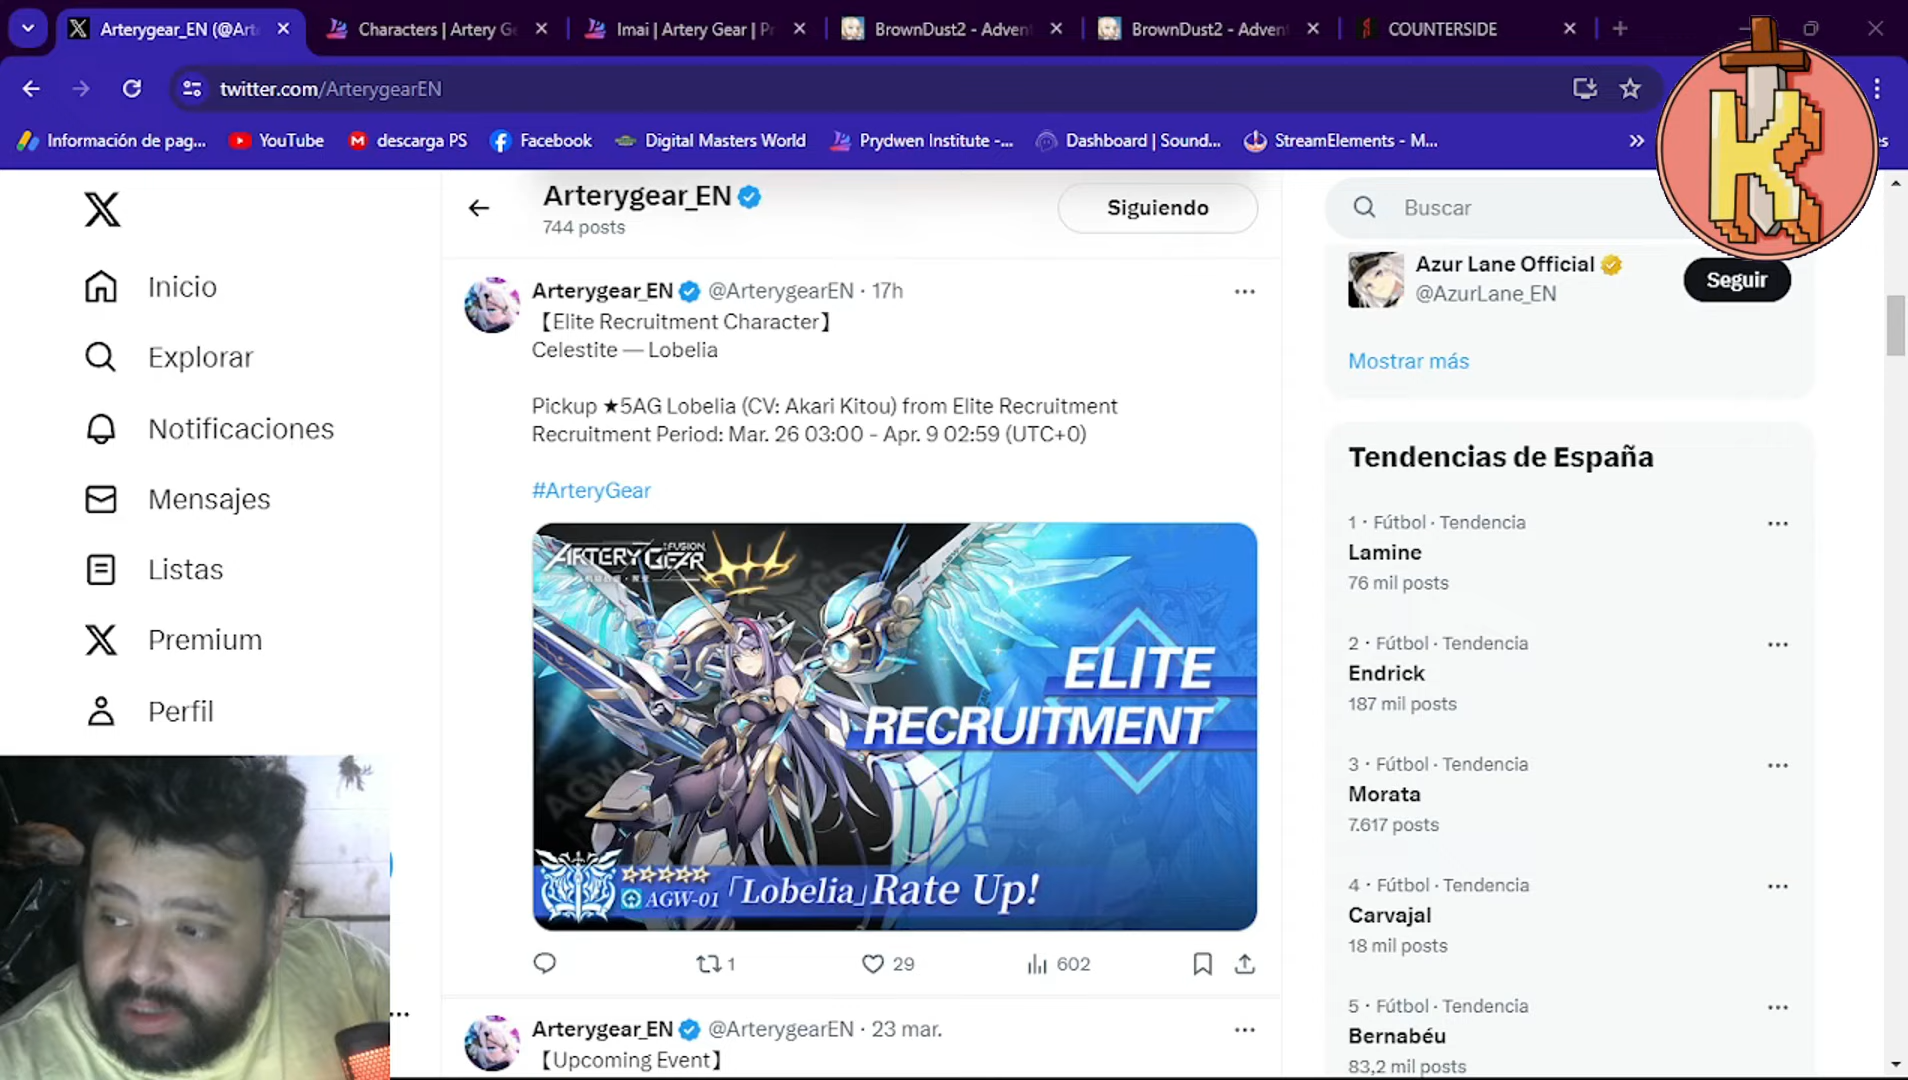 Arterygear_EN (@Art
Characters | Artery Ge
Imai | Artery Gear | Pr
BrownDust2 - Advent
BrownDust2 - Advent
COUNTERSIDE
twitter.com/ArterygearEN
Información de pag...
YouTube
descarga PS
Facebook
Digital Masters World
Prydwen Institute -...
Dashboard | Sound...
StreamElements - M...
»
Inicio
Explorar
Notificaciones
Mensajes
Listas
Premium
Perfil
Arterygear_EN
744 posts
Siguiendo
Arterygear_EN @ArterygearEN · 17h
【Elite Recruitment Character】
Celestite — Lobelia
Pickup ★5AG Lobelia (CV: Akari Kitou) from Elite Recruitment
Recruitment Period: Mar. 26 03:00 - Apr. 9 02:59 (UTC+0)
#ArteryGear
ARTERY GEAR :FUSION
ELITE
RECRUITMENT
AGW-01 「Lobelia」Rate Up!
1
29
602
Arterygear_EN @ArterygearEN · 23 mar.
【Upcoming Event】
Buscar
Azur Lane Official
@AzurLane_EN
Seguir
Mostrar más
Tendencias de España
1 · Fútbol · Tendencia
Lamine
76 mil posts
2 · Fútbol · Tendencia
Endrick
187 mil posts
3 · Fútbol · Tendencia
Morata
7.617 posts
4 · Fútbol · Tendencia
Carvajal
18 mil posts
5 · Fútbol · Tendencia
Bernabéu
83,2 mil posts
K